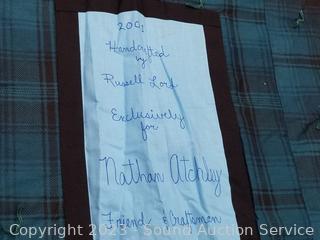 2001
Handcrafted
by
Russell Lord
Exclusively
for
Nathan Atchley
Friend & Craftsman
Copyright 2023 - Sound Auction Service